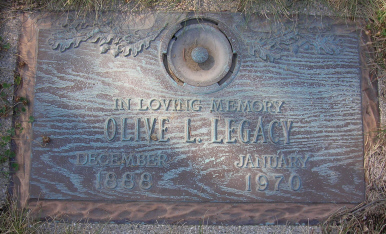 IN LOVING MEMORY
OLIVE L. LEGACY
DECEMBER JANUARY
1888 1970